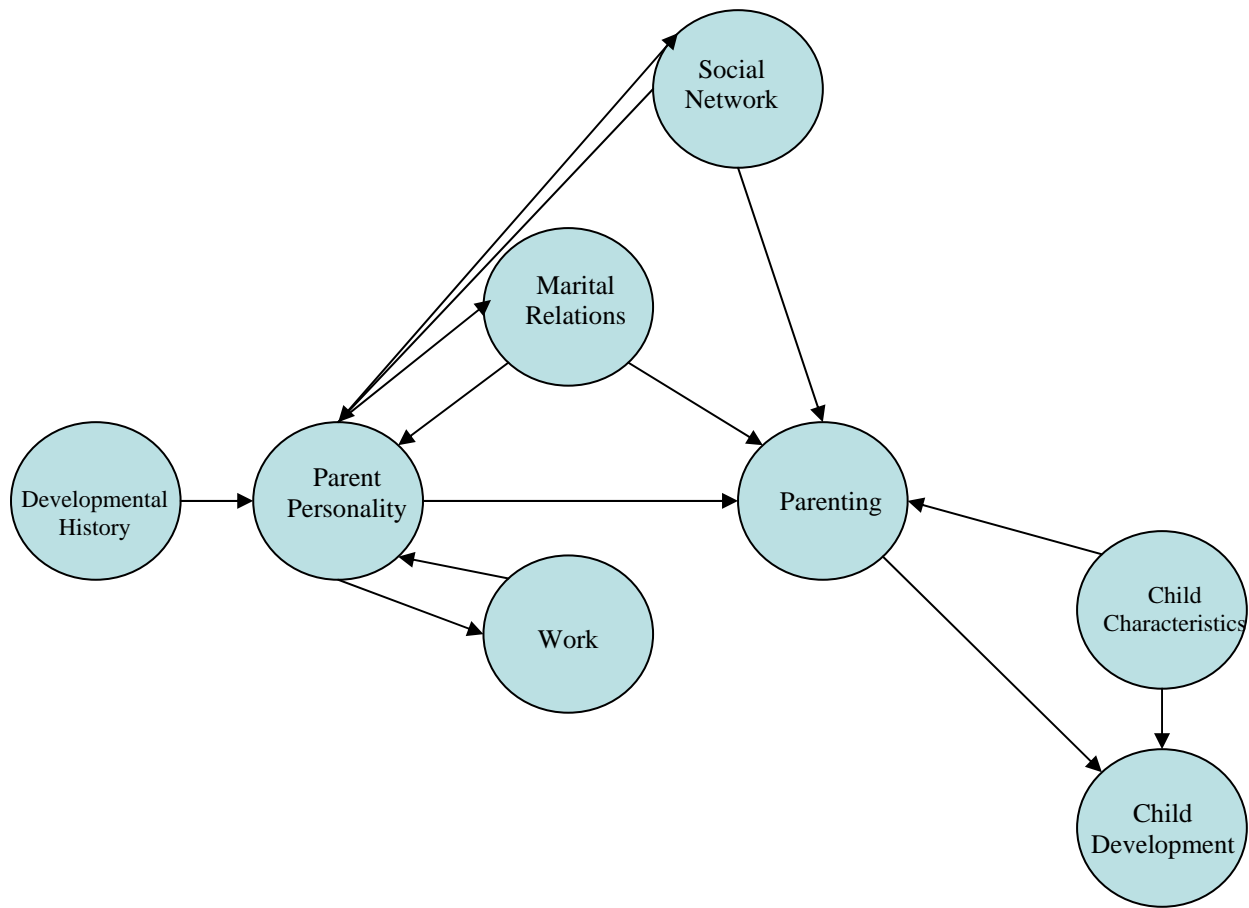 Social
Network
Marital
Relations
Developmental
History
Parent
Personality
Parenting
Work
Child
Characteristics
Child
Development